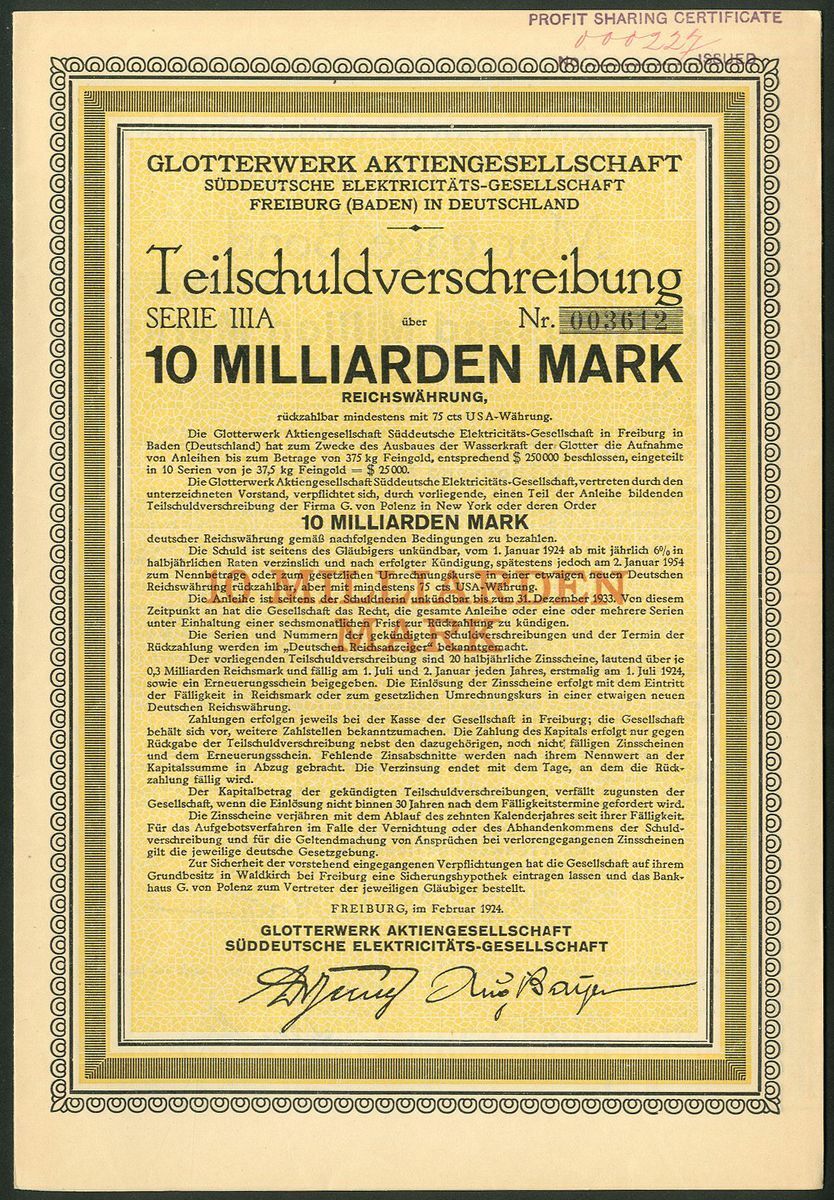 PROFIT SHARING CERTIFICATE
000227
No. ISSUED
GLOTTERWERK AKTIENGESELLSCHAFT
SÜDDEUTSCHE ELEKTRICITÄTS-GESELLSCHAFT
FREIBURG (BADEN) IN DEUTSCHLAND
Teilschuldverschreibung
SERIE IIIA über Nr. 003612
10 MILLIARDEN MARK
REICHSWÄHRUNG,
rückzahlbar mindestens mit 75 cts USA-Währung.
Die Glotterwerk Aktiengesellschaft Süddeutsche Elektricitäts-Gesellschaft in Freiburg in
Baden (Deutschland) hat zum Zwecke des Ausbaues der Wasserkraft der Glotter die Aufnahme
von Anleihen bis zum Betrage von 375 kg Feingold, entsprechend $ 250000 beschlossen, eingeteilt
in 10 Serien von je 37,5 kg Feingold = $ 25000.
Die Glotterwerk Aktiengesellschaft Süddeutsche Elektricitäts-Gesellschaft, vertreten durch den
unterzeichneten Vorstand, verpflichtet sich, durch vorliegende, einen Teil der Anleihe bildenden
Teilschuldverschreibung der Firma G. von Polenz in New York oder deren Order
10 MILLIARDEN MARK
deutscher Reichswährung gemäß nachfolgenden Bedingungen zu bezahlen.
Die Schuld ist seitens des Gläubigers unkündbar, vom 1. Januar 1924 ab mit jährlich 6% in
halbjährlichen Raten verzinslich und nach erfolgter Kündigung, spätestens jedoch am 2. Januar 1954
zum Nennbetrag oder zum gesetzlichen Umrechnungskurs in eine etwaigen neuen Deutschen
Reichswährung rückzahlbar, aber mit mindestens 75 cts USA-Währung.
10 MILLIARDEN
MARK
Die Anleihe ist seitens der Schuldnerin unkündbar bis zum 31. Dezember 1933. Von diesem
Zeitpunkt an hat die Gesellschaft das Recht, die gesamte Anleihe oder eine oder mehrere Serien
unter Einhaltung einer sechsmonatlichen Frist zur Rückzahlung zu kündigen.
Die Serien und Nummern der gekündigten Teilschuldverschreibungen und der Termin der
Rückzahlung werden im „Deutschen Reichsanzeiger" bekanntgemacht.
Der vorliegenden Teilschuldverschreibung sind 20 halbjährliche Zinsscheine, lautend über je
0,3 Milliarden Reichsmark und fällig am 1. Juli und 2. Januar jeden Jahres, erstmalig am 1. Juli 1924,
sowie ein Erneuerungsschein beigegeben. Die Einlösung der Zinsscheine erfolgt mit dem Eintritt
der Fälligkeit in Reichsmark oder zum gesetzlichen Umrechnungskurs in einer etwaigen neuen
Deutschen Reichswährung.
Zahlungen erfolgen jeweils bei der Kasse der Gesellschaft in Freiburg; die Gesellschaft
behält sich vor, weitere Zahlstellen bekanntzumachen. Die Zahlung des Kapitals erfolgt nur gegen
Rückgabe der Teilschuldverschreibung nebst den dazugehörigen, noch nicht fälligen Zinsscheinen
und dem Erneuerungsschein. Fehlende Zinsabschnitte werden nach ihrem Nennwert an der
Kapitalssumme in Abzug gebracht. Die Verzinsung endet mit dem Tage, an dem die Rück-
zahlung fällig wird.
Der Kapitalbetrag der gekündigten Teilschuldverschreibungen verfällt zugunsten der
Gesellschaft, wenn die Einlösung nicht binnen 30 Jahren nach dem Fälligkeitstermine gefordert wird.
Die Zinsscheine verjähren mit dem Ablauf des zehnten Kalenderjahres seit ihrer Fälligkeit.
Für das Aufgebotsverfahren im Falle der Vernichtung oder des Abhandenkommens der Schuld-
verschreibung und für die Geltendmachung von Ansprüchen bei verlorengegangenen Zinsscheinen
gilt die jeweilige deutsche Gesetzgebung.
Zur Sicherheit der vorstehend eingegangenen Verpflichtungen hat die Gesellschaft auf ihrem
Grundbesitz in Waldkirch bei Freiburg eine Sicherungshypothek eintragen lassen und das Bank-
haus G. von Polenz zum Vertreter der jeweiligen Gläubiger bestellt.
FREIBURG, im Februar 1924.
GLOTTERWERK AKTIENGESELLSCHAFT
SÜDDEUTSCHE ELEKTRICITÄTS-GESELLSCHAFT